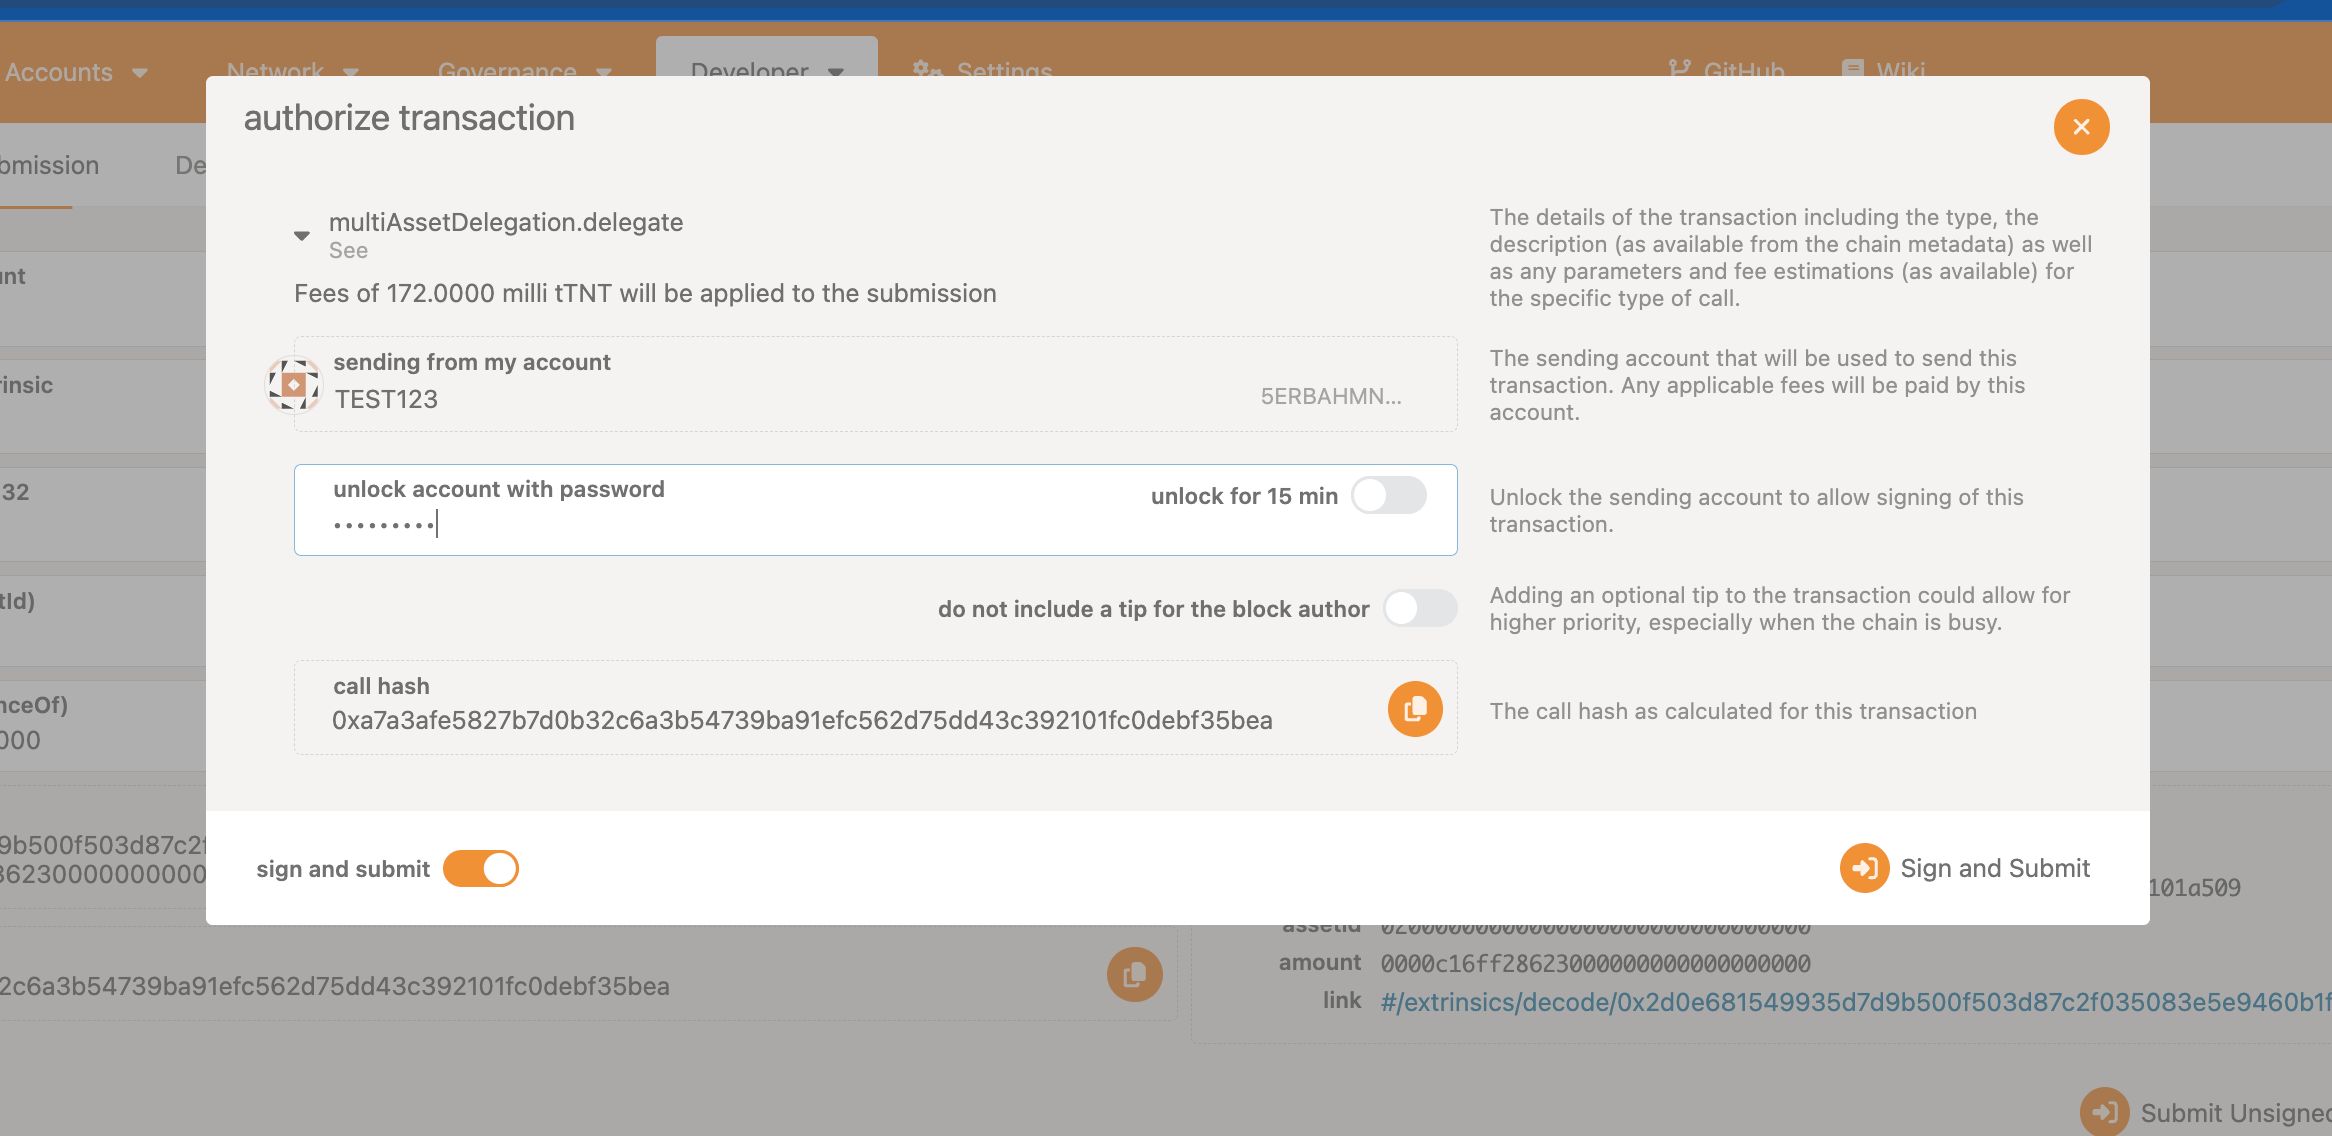 Accounts
Network
Governance
Developer
Settings
GitHub
Wiki
authorize transaction
bmission
De
multiAssetDelegation.delegate
See
Fees of 172.0000 milli tTNT will be applied to the submission
The details of the transaction including the type, the
description (as available from the chain metadata) as well
as any parameters and fee estimations (as available) for
the specific type of call.
unt
sending from my account
TEST123
5ERBAHMN...
The sending account that will be used to send this
transaction. Any applicable fees will be paid by this
account.
rinsic
unlock account with password
unlock for 15 min
•••••••••
Unlock the sending account to allow signing of this
transaction.
32
do not include a tip for the block author
Adding an optional tip to the transaction could allow for
higher priority, especially when the chain is busy.
tId)
call hash
0xa7a3afe5827b7d0b32c6a3b54739ba91efc562d75dd43c392101fc0debf35bea
The call hash as calculated for this transaction
nceOf)
000
sign and submit
Sign and Submit
9b500f503d87c2f
36230000000000
101a509
assetId 02000000000000000000000000000000
amount 0000c16ff28623000000000000000000
link #/extrinsics/decode/0x2d0e681549935d7d9b500f503d87c2f035083e5e9460b1f
2c6a3b54739ba91efc562d75dd43c392101fc0debf35bea
Submit Unsigned